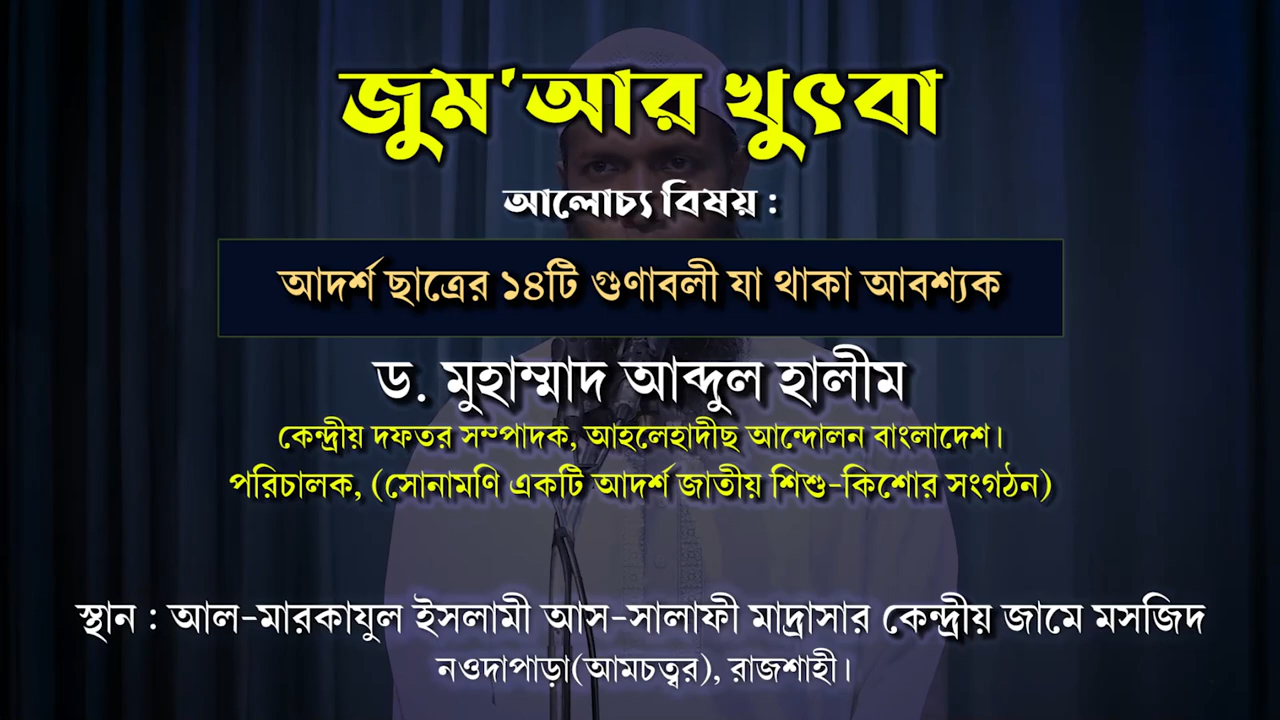 জুম'আর খুৎবা
আলোচ্য বিষয় :
আদর্শ ছাত্রের ১৪টি গুণাবলী যা থাকা আবশ্যক
ড. মুহাম্মাদ আব্দুল হালীম
কেন্দ্রীয় দফতর সম্পাদক, আহলেহাদীছ আন্দোলন বাংলাদেশ।
পরিচালক, (সোনামণি একটি আদর্শ জাতীয় শিশু-কিশোর সংগঠন)
স্থান : আল-মারকাযুল ইসলামী আস-সালাফী মাদ্রাসার কেন্দ্রীয় জামে মসজিদ
নওদাপাড়া(আমচত্বর), রাজশাহী।